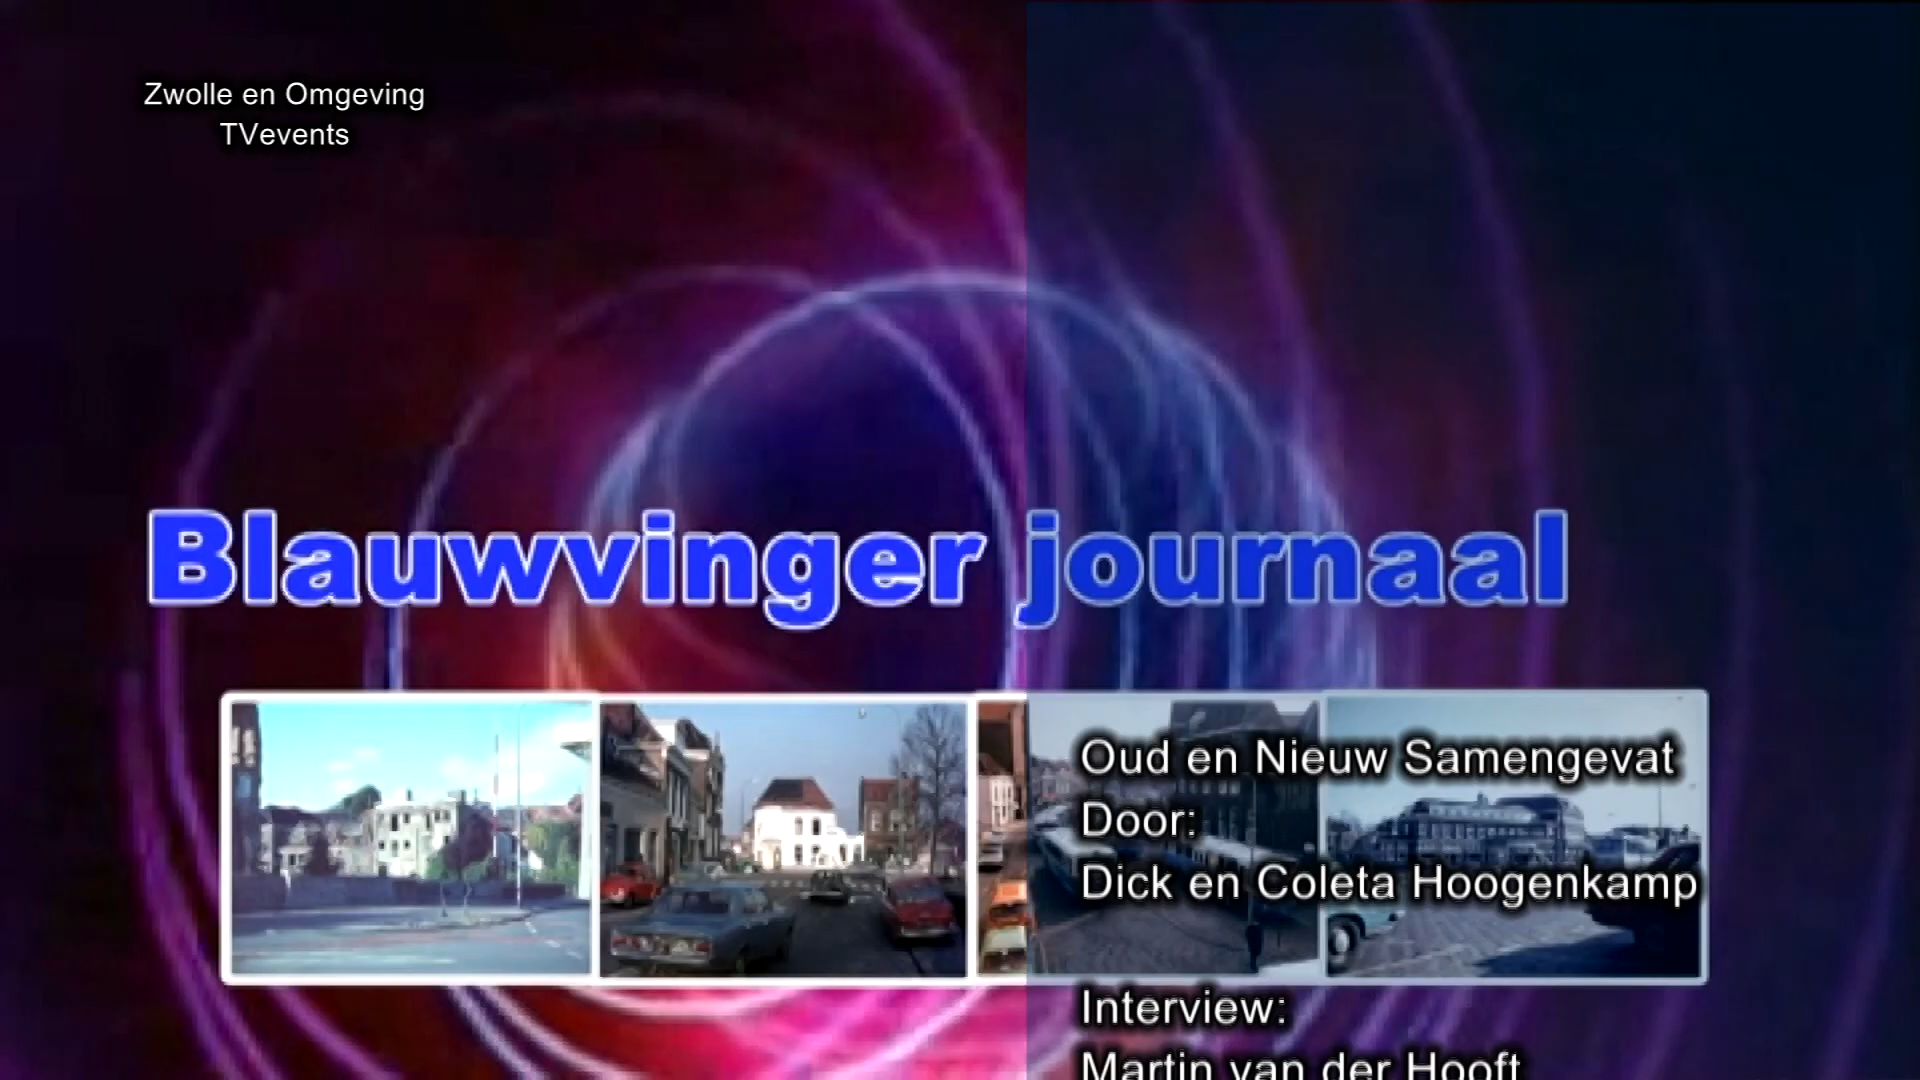 Zwolle en Omgeving
TVevents
Blauwvinger journaal
Oud en Nieuw Samengevat
Door:
Dick en Coleta Hoogenkamp
Interview:
Martin van der Hooft